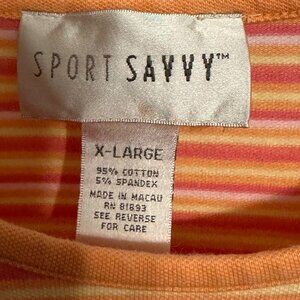 SPORT SAVVY™
X-LARGE
95% COTTON
5% SPANDEX
MADE IN MACAU
RN 81893
SEE REVERSE
FOR CARE